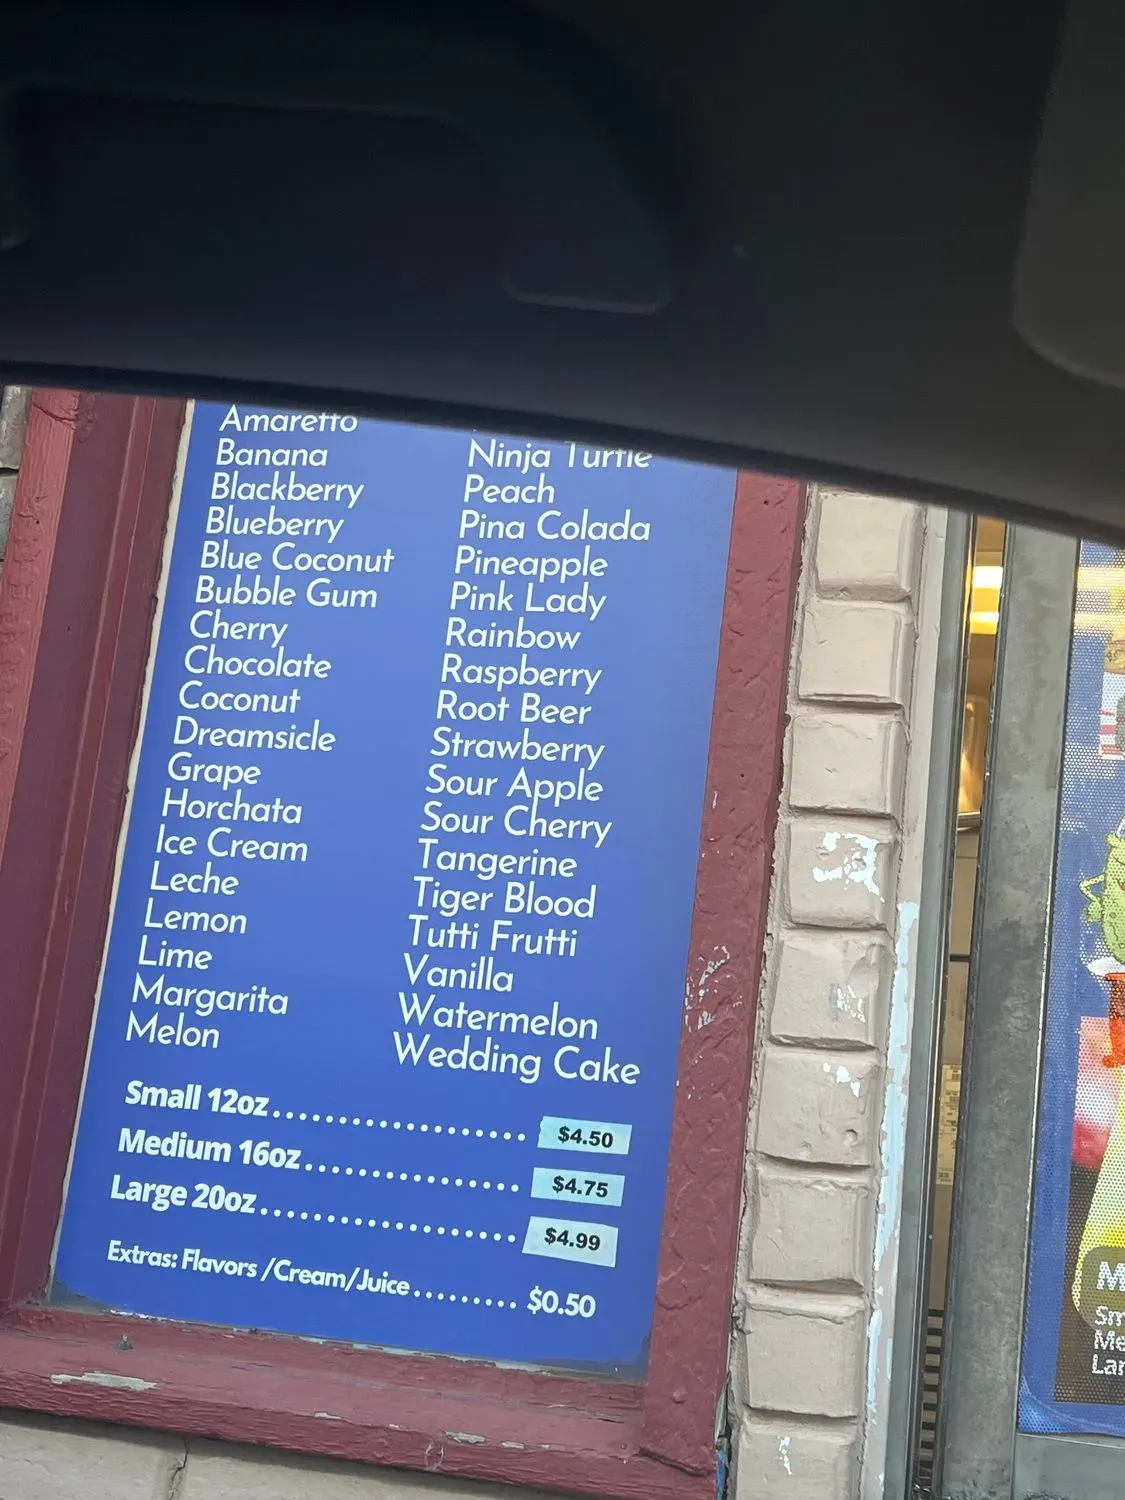 Amaretto
Banana
Blackberry
Blueberry
Blue Coconut
Bubble Gum
Cherry
Chocolate
Coconut
Dreamsicle
Grape
Horchata
Ice Cream
Leche
Lemon
Lime
Margarita
Melon
Ninja Turtle
Peach
Pina Colada
Pineapple
Pink Lady
Rainbow
Raspberry
Root Beer
Strawberry
Sour Apple
Sour Cherry
Tangerine
Tiger Blood
Tutti Frutti
Vanilla
Watermelon
Wedding Cake
Small 12oz.................... $4.50
Medium 16oz................. $4.75
Large 20oz.................... $4.99
Extras: Flavors /Cream/Juice......... $0.50